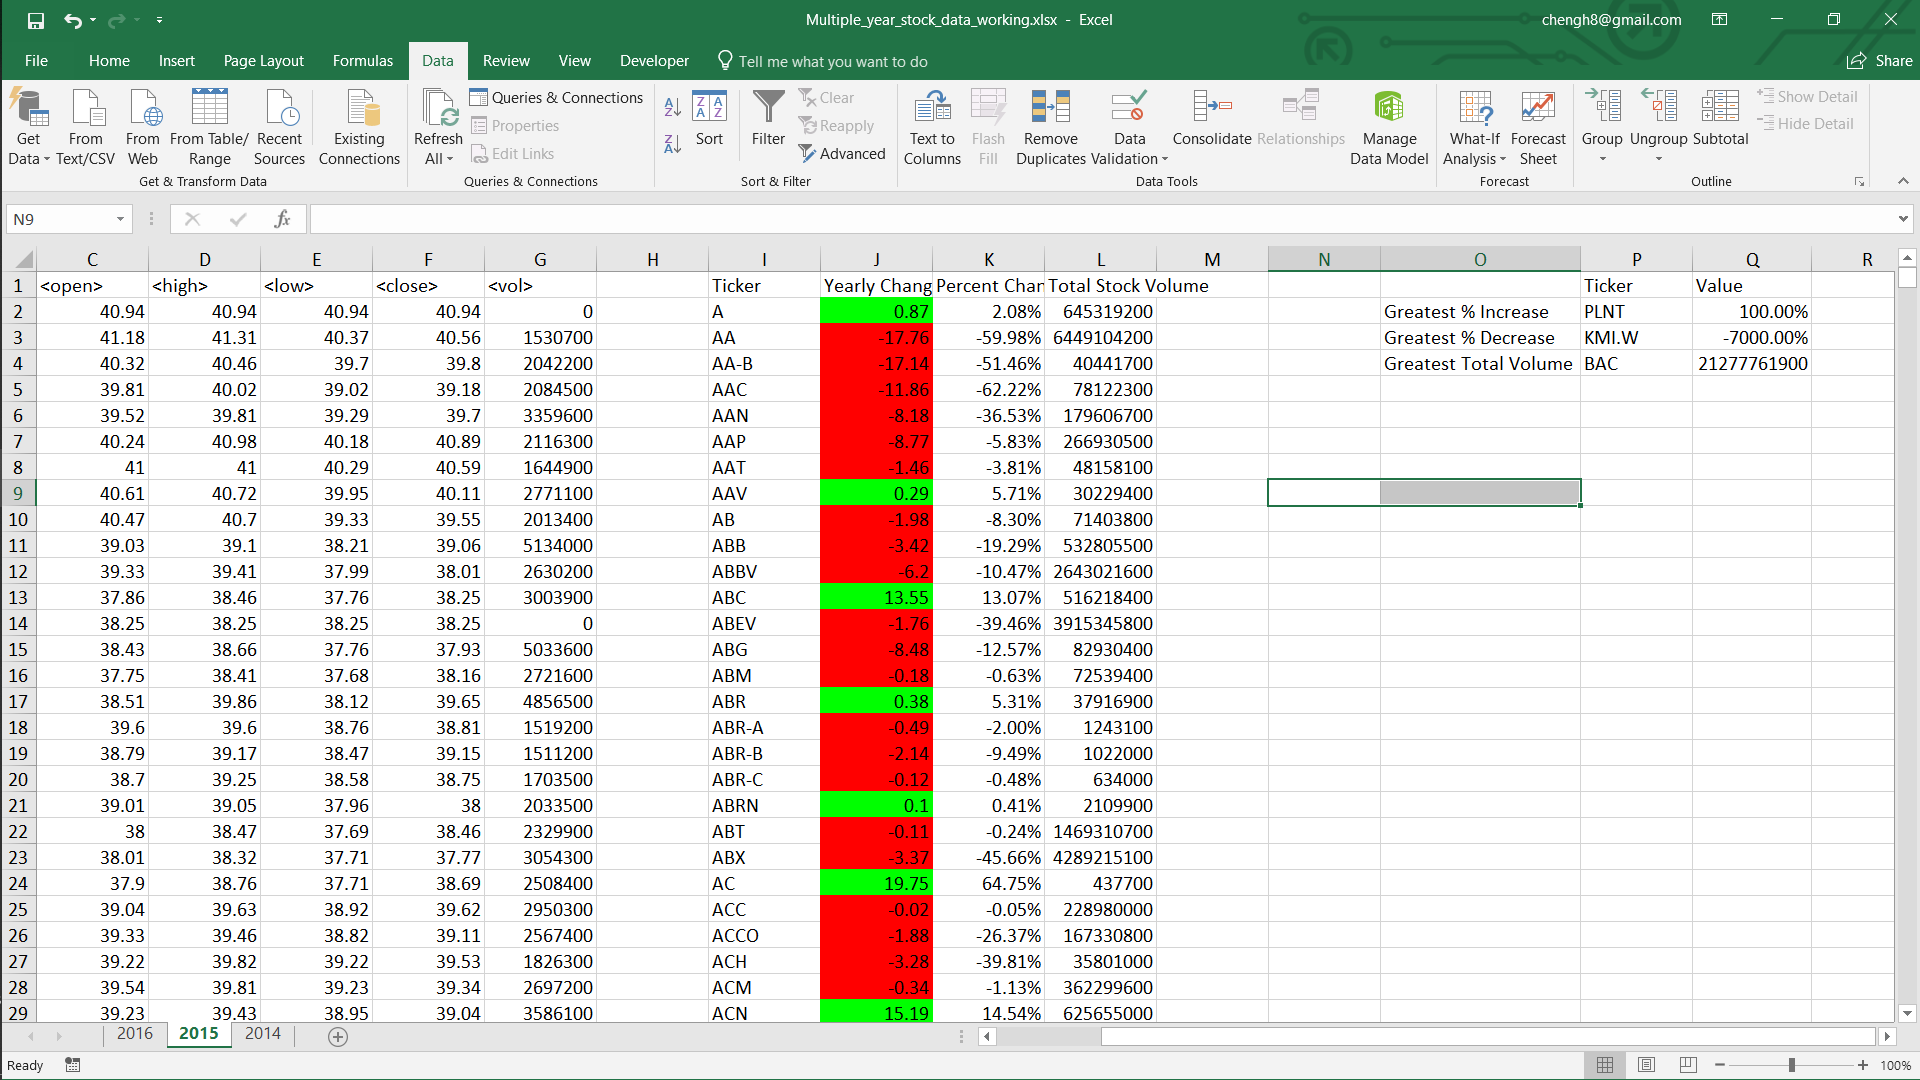 Multiple_year_stock_data_working.xlsx - Excel
chengh8@gmail.com
File Home Insert Page Layout Formulas Data Review View Developer Tell me what you want to do Share
Get Data
From Text/CSV
From Web
From Table/ Range
Recent Sources
Existing Connections
Get & Transform Data
Refresh All
Queries & Connections
Properties
Edit Links
Queries & Connections
Sort
Filter
Clear
Reapply
Advanced
Sort & Filter
Text to Columns
Flash Fill
Remove Duplicates
Data Validation
Consolidate
Relationships
Manage Data Model
Data Tools
What-If Analysis
Forecast Sheet
Forecast
Group
Ungroup
Subtotal
Show Detail
Hide Detail
Outline
N9 fx
C D E F G H I J K L M N O P Q R
1 <open> <high> <low> <close> <vol> Ticker Yearly Chang Percent Chan Total Stock Volume Ticker Value
2 40.94 40.94 40.94 40.94 0 A 0.87 2.08% 645319200 Greatest % Increase PLNT 100.00%
3 41.18 41.31 40.37 40.56 1530700 AA -17.76 -59.98% 6449104200 Greatest % Decrease KMI.W -7000.00%
4 40.32 40.46 39.7 39.8 2042200 AA-B -17.14 -51.46% 40441700 Greatest Total Volume BAC 21277761900
5 39.81 40.02 39.02 39.18 2084500 AAC -11.86 -62.22% 78122300
6 39.52 39.81 39.29 39.7 3359600 AAN -8.18 -36.53% 179606700
7 40.24 40.98 40.18 40.89 2116300 AAP -8.77 -5.83% 266930500
8 41 41 40.29 40.59 1644900 AAT -1.46 -3.81% 48158100
9 40.61 40.72 39.95 40.11 2771100 AAV 0.29 5.71% 30229400
10 40.47 40.7 39.33 39.55 2013400 AB -1.98 -8.30% 71403800
11 39.03 39.1 38.21 39.06 5134000 ABB -3.42 -19.29% 532805500
12 39.33 39.41 37.99 38.01 2630200 ABBV -6.2 -10.47% 2643021600
13 37.86 38.46 37.76 38.25 3003900 ABC 13.55 13.07% 516218400
14 38.25 38.25 38.25 38.25 0 ABEV -1.76 -39.46% 3915345800
15 38.43 38.66 37.76 37.93 5033600 ABG -8.48 -12.57% 82930400
16 37.75 38.41 37.68 38.16 2721600 ABM -0.18 -0.63% 72539400
17 38.51 39.86 38.12 39.65 4856500 ABR 0.38 5.31% 37916900
18 39.6 39.6 38.76 38.81 1519200 ABR-A -0.49 -2.00% 1243100
19 38.79 39.17 38.47 39.15 1511200 ABR-B -2.14 -9.49% 1022000
20 38.7 39.25 38.58 38.75 1703500 ABR-C -0.12 -0.48% 634000
21 39.01 39.05 37.96 38 2033500 ABRN 0.1 0.41% 2109900
22 38 38.47 37.69 38.46 2329900 ABT -0.11 -0.24% 1469310700
23 38.01 38.32 37.71 37.77 3054300 ABX -3.37 -45.66% 4289215100
24 37.9 38.76 37.71 38.69 2508400 AC 19.75 64.75% 437700
25 39.04 39.63 38.92 39.62 2950300 ACC -0.02 -0.05% 228980000
26 39.33 39.46 38.82 39.11 2567400 ACCO -1.88 -26.37% 167330800
27 39.22 39.82 39.22 39.53 1826300 ACH -3.28 -39.81% 35801000
28 39.54 39.81 39.23 39.34 2697200 ACM -0.34 -1.13% 362299600
29 39.23 39.43 38.95 39.04 3586100 ACN 15.19 14.54% 625655000
2016 2015 2014
Ready 100%